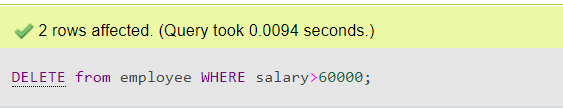 2 rows affected. (Query took 0.0094 seconds.)
DELETE from employee WHERE salary>60000;